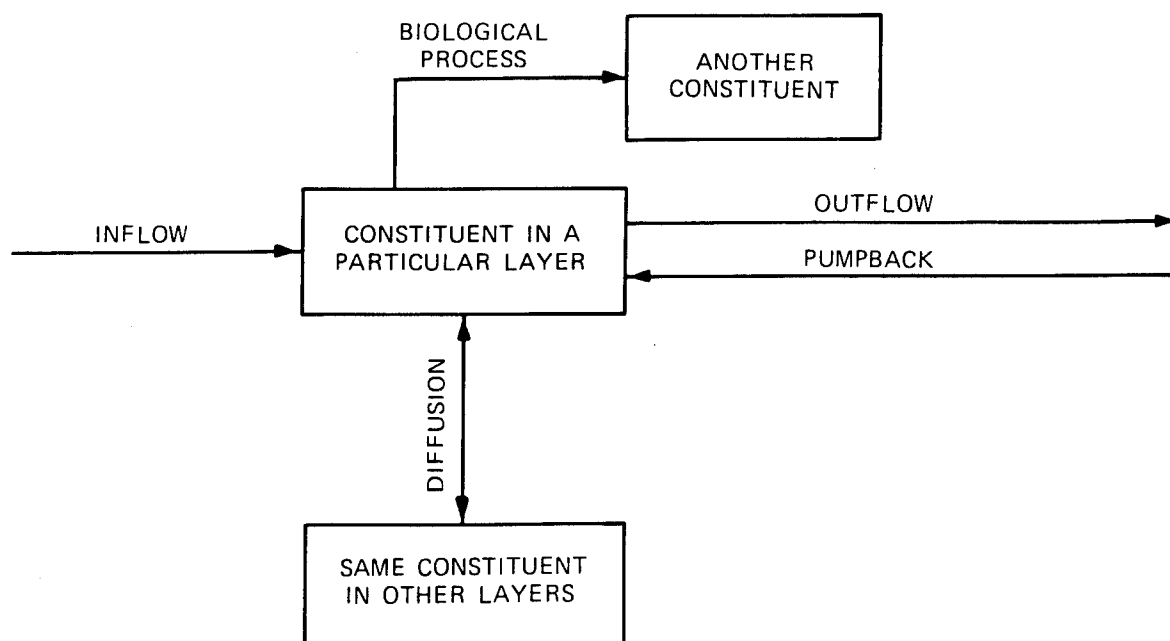 BIOLOGICAL
PROCESS
ANOTHER
CONSTITUENT
INFLOW
CONSTITUENT IN A
PARTICULAR LAYER
OUTFLOW
PUMPBACK
DIFFUSION
SAME CONSTITUENT
IN OTHER LAYERS